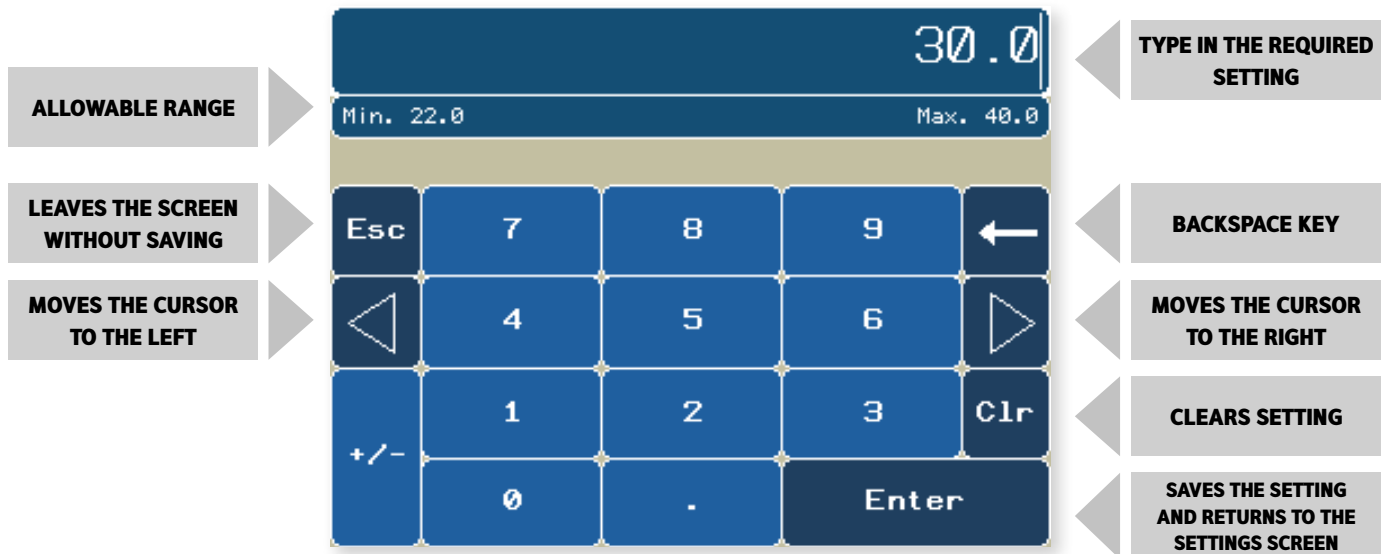 30.0
TYPE IN THE REQUIRED
SETTING
ALLOWABLE RANGE
Min. 22.0 Max. 40.0
LEAVES THE SCREEN
WITHOUT SAVING
Esc 7 8 9 ←
BACKSPACE KEY
MOVES THE CURSOR
TO THE LEFT
4 5 6
MOVES THE CURSOR
TO THE RIGHT
1 2 3 Clr
CLEARS SETTING
+/-
0 . Enter
SAVES THE SETTING
AND RETURNS TO THE
SETTINGS SCREEN